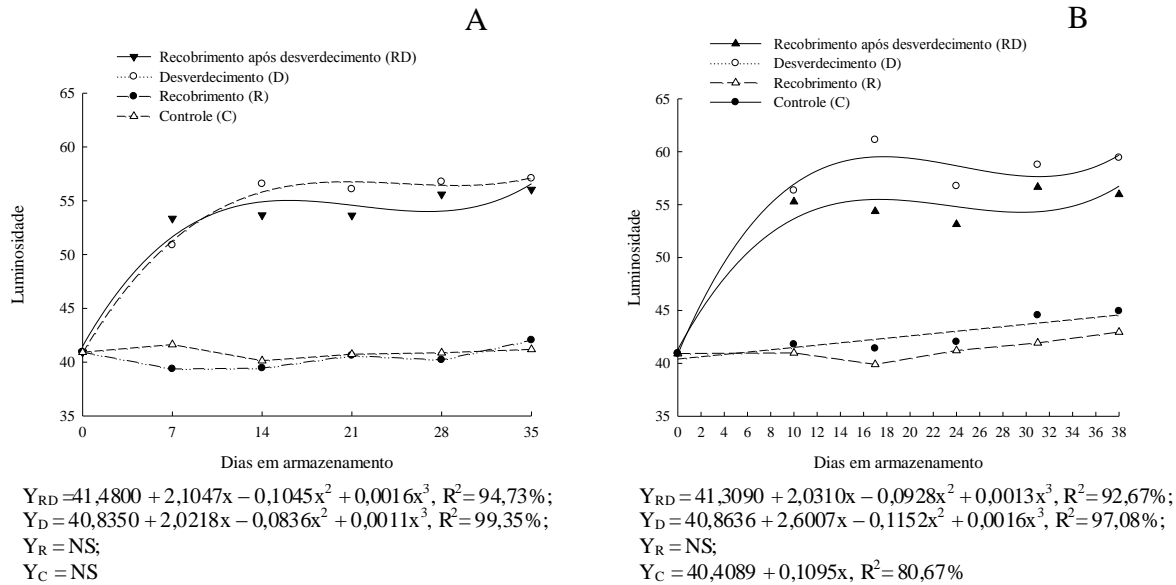 A
Recobrimento após desverdecimento (RD)
Desverdecimento (D)
Recobrimento (R)
Controle (C)
65
60
55
50
45
40
35
Luminosidade
0 7 14 21 28 35
Dias em armazenamento
Y_RD = 41,4800 + 2,1047x – 0,1045x² + 0,0016x³, R² = 94,73%;
Y_D = 40,8350 + 2,0218x – 0,0836x² + 0,0011x³, R² = 99,35%;
Y_R = NS;
Y_C = NS
B
Recobrimento após desverdecimento (RD)
Desverdecimento (D)
Recobrimento (R)
Controle (C)
65
60
55
50
45
40
35
Luminosidade
0 2 4 6 8 10 12 14 16 18 20 22 24 26 28 30 32 34 36 38
Dias em armazenamento
Y_RD = 41,3090 + 2,0310x – 0,0928x² + 0,0013x³, R² = 92,67%;
Y_D = 40,8636 + 2,6007x – 0,1152x² + 0,0016x³, R² = 97,08%;
Y_R = NS;
Y_C = 40,4089 + 0,1095x, R² = 80,67%